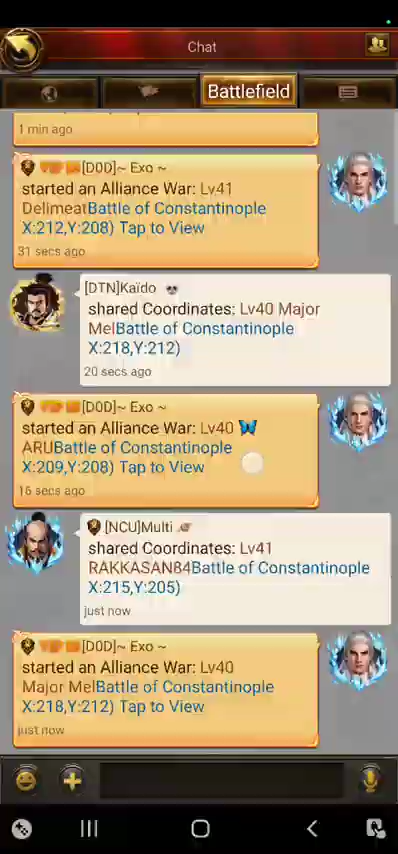 Chat
Battlefield
1 min ago
[D0D]~ Exo ~
started an Alliance War: Lv41
DelimeatBattle of Constantinople
X:212,Y:208) Tap to View
31 secs ago
[DTN]Kaïdo
shared Coordinates: Lv40 Major
MelBattle of Constantinople
X:218,Y:212)
20 secs ago
[D0D]~ Exo ~
started an Alliance War: Lv40
ARUBattle of Constantinople
X:209,Y:208) Tap to View
16 secs ago
[NCU]Multi
shared Coordinates: Lv41
RAKKASAN84Battle of Constantinople
X:215,Y:205)
just now
[D0D]~ Exo ~
started an Alliance War: Lv40
Major MelBattle of Constantinople
X:218,Y:212) Tap to View
just now